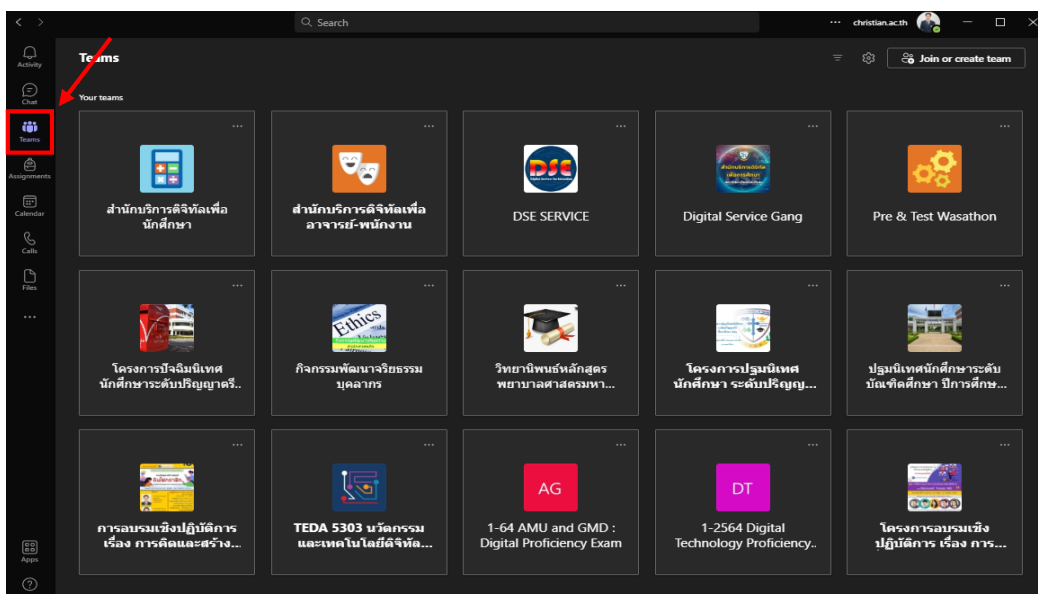 Search
christian.ac.th
Activity
Chat
Teams
Assignments
Calendar
Calls
Files
Apps
Teams
Join or create team
Your teams
สำนักบริการดิจิทัลเพื่อ
นักศึกษา
สำนักบริการดิจิทัลเพื่อ
อาจารย์-พนักงาน
DSE
DSE SERVICE
Digital Service Gang
Pre & Test Wasathon
โครงการปัจฉิมนิเทศ
นักศึกษาระดับปริญญาตรี..
Ethics
กิจกรรมพัฒนาจริยธรรม
บุคลากร
วิทยานิพนธ์หลักสูตร
พยาบาลศาสตรมหา...
โครงการปฐมนิเทศ
นักศึกษา ระดับปริญญ...
ปฐมนิเทศนักศึกษาระดับ
บัณฑิตศึกษา ปีการศึกษ...
การอบรมเชิงปฏิบัติการ
เรื่อง การคิดและสร้าง...
TEDA 5303 นวัตกรรม
และเทคโนโลยีดิจิทัล...
AG
1-64 AMU and GMD :
Digital Proficiency Exam
DT
1-2564 Digital
Technology Proficiency..
โครงการอบรมเชิง
ปฏิบัติการ เรื่อง การ...